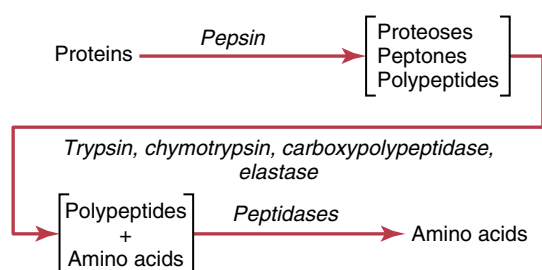 Pepsin
Proteins
Proteoses
Peptones
Polypeptides
Trypsin, chymotrypsin, carboxypolypeptidase,
elastase
Polypeptides
+
Amino acids
Peptidases
Amino acids